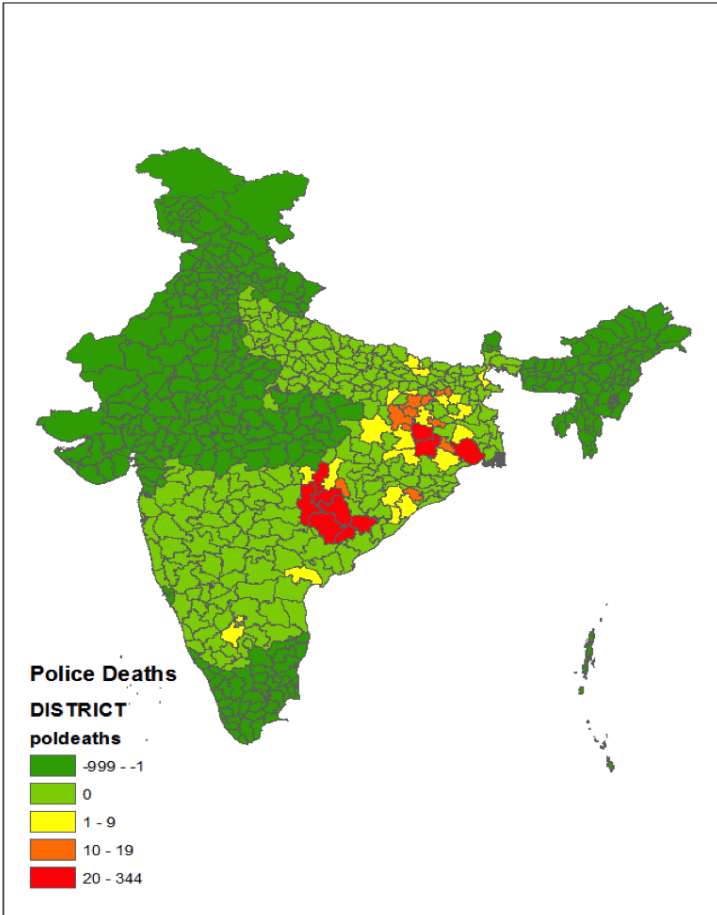 Police Deaths
DISTRICT
poldeaths
-999 - -1
0
1 - 9
10 - 19
20 - 344